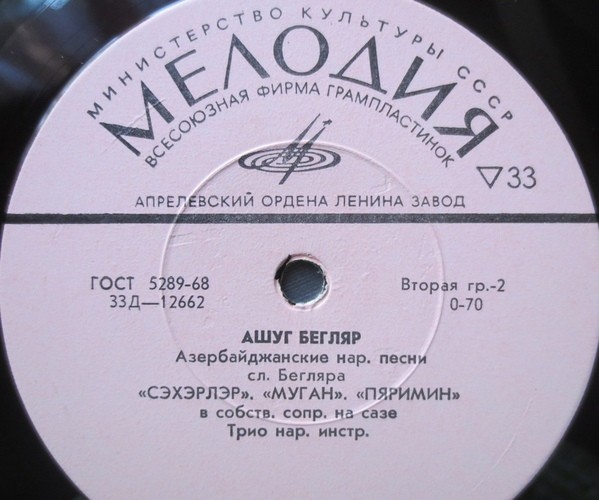 МИНИСТЕРСТВО КУЛЬТУРЫ СССР
МЕЛОДИЯ
ВСЕСОЮЗНАЯ ФИРМА ГРАМПЛАСТИНОК
▽33
АПРЕЛЕВСКИЙ ОРДЕНА ЛЕНИНА ЗАВОД
ГОСТ 5289-68
33Д—12662
Вторая гр.-2
0-70
АШУГ БЕГЛЯР
Азербайджанские нар. песни
сл. Бегляра
«СЭХЭРЛЭР». «МУГАН». «ПЯРИМИН»
в собств. сопр. на сазе
Трио нар. инстр.